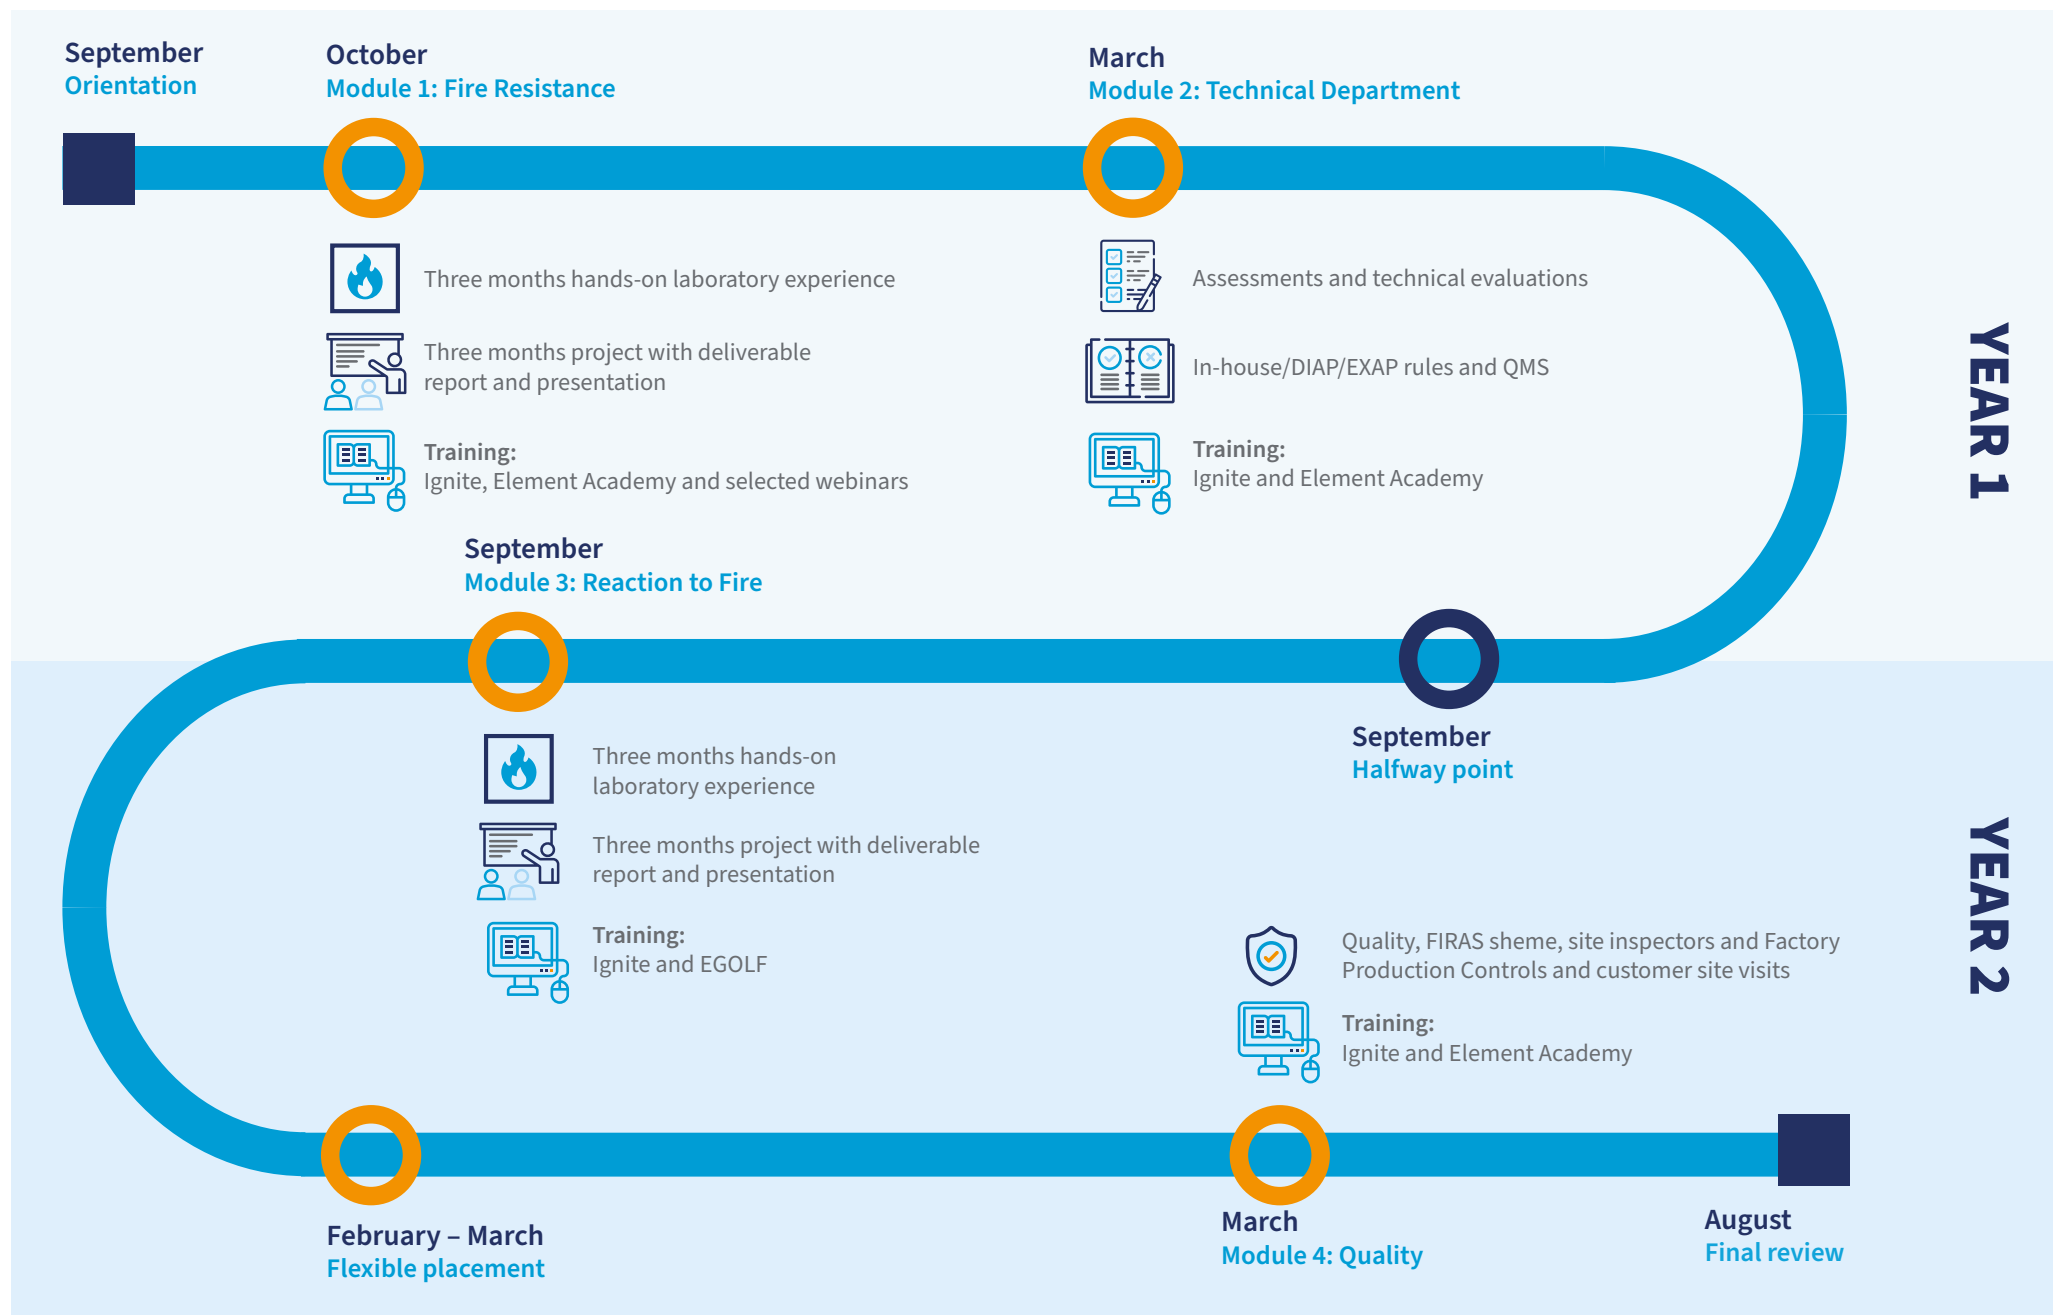 September
Orientation
October
Module 1: Fire Resistance
March
Module 2: Technical Department
Three months hands-on laboratory experience
Three months project with deliverable
report and presentation
Training:
Ignite, Element Academy and selected webinars
Assessments and technical evaluations
In-house/DIAP/EXAP rules and QMS
Training:
Ignite and Element Academy
YEAR 1
September
Halfway point
September
Module 3: Reaction to Fire
Three months hands-on
laboratory experience
Three months project with deliverable
report and presentation
Training:
Ignite and EGOLF
YEAR 2
February – March
Flexible placement
Quality, FIRAS sheme, site inspectors and Factory
Production Controls and customer site visits
Training:
Ignite and Element Academy
March
Module 4: Quality
August
Final review